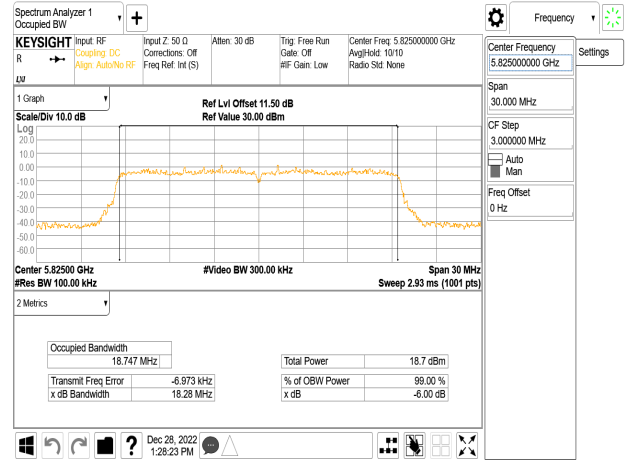 Spectrum Analyzer 1
Occupied BW
Frequency
KEYSIGHT
R
LXI
Input: RF
Coupling: DC
Align: Auto/No RF
Input Z: 50 Ω
Corrections: Off
Freq Ref: Int (S)
Atten: 30 dB
Trig: Free Run
Gate: Off
#IF Gain: Low
Center Freq: 5.825000000 GHz
Avg|Hold: 10/10
Radio Std: None
Center Frequency
5.825000000 GHz
Settings
Span
30.000 MHz
CF Step
3.000000 MHz
Auto
Man
Freq Offset
0 Hz
1 Graph
Ref Lvl Offset 11.50 dB
Scale/Div 10.0 dB
Ref Value 30.00 dBm
Log
20.0
10.0
0.00
-10.0
-20.0
-30.0
-40.0
-50.0
-60.0
Center 5.82500 GHz
#Video BW 300.00 kHz
Span 30 MHz
#Res BW 100.00 kHz
Sweep 2.93 ms (1001 pts)
2 Metrics
Occupied Bandwidth
18.747 MHz
Total Power 18.7 dBm
Transmit Freq Error -6.973 kHz
% of OBW Power 99.00 %
x dB Bandwidth 18.28 MHz
x dB -6.00 dB
?
Dec 28, 2022
1:28:23 PM